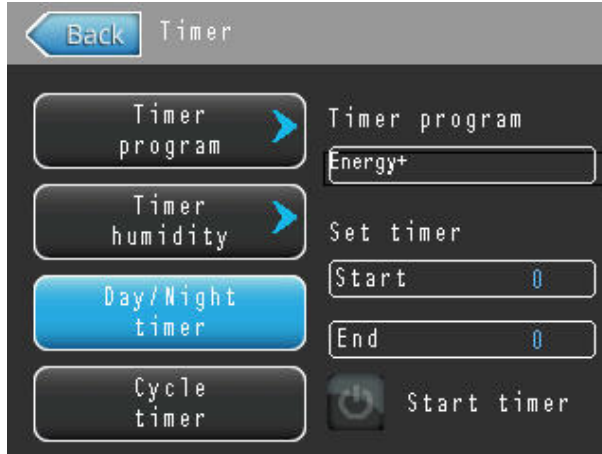 Back Timer
Timer
program
Timer
humidity
Day/Night
timer
Cycle
timer
Timer program
Energy+
Set timer
Start 0
End 0
Start timer